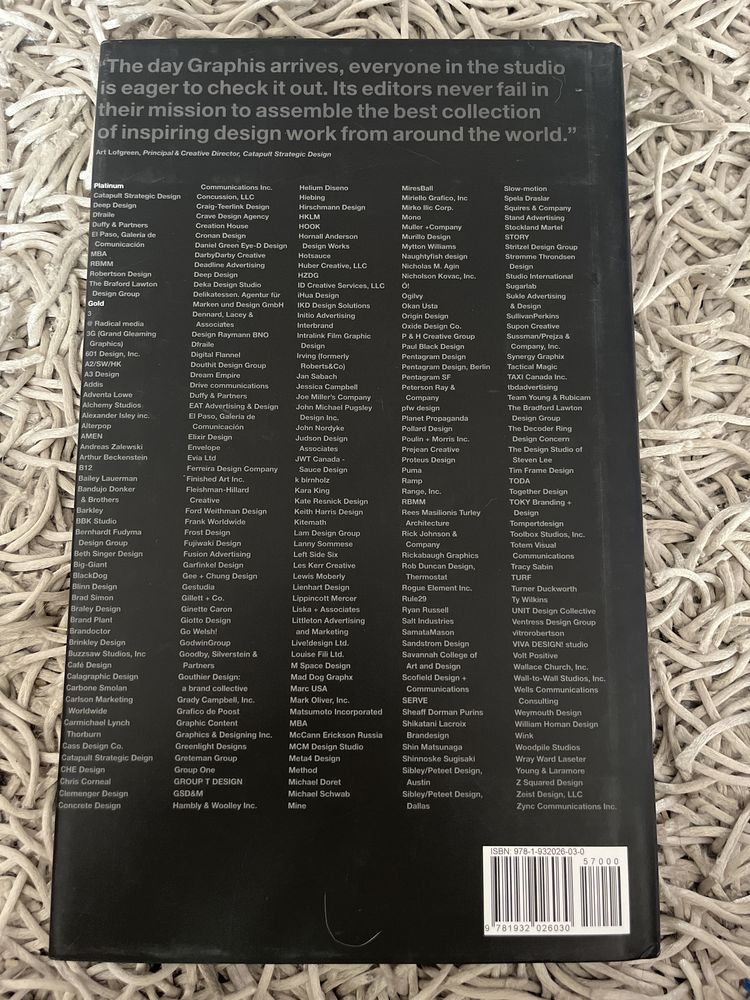 “The day Graphis arrives, everyone in the studio
is eager to check it out. Its editors never fail in
their mission to assemble the best collection
of inspiring design work from around the world.”
Art Lofgreen, Principal & Creative Director, Catapult Strategic Design
Platinum
Catapult Strategic Design
Deep Design
Dfraile
Duffy & Partners
El Paso, Galería de
Comunicación
MBA
RBMM
Robertson Design
The Braford Lawton
Design Group
Gold
3
@ Radical media
3G (Grand Gleaming
Graphics)
601 Design, Inc.
A2/SW/HK
A3 Design
Addis
Adventa Lowe
Alchemy Studios
Alexander Isley inc.
Alterpop
AMEN
Andreas Zalewski
Arthur Beckenstein
B12
Bailey Lauerman
Bandujo Donker
& Brothers
Barkley
BBK Studio
Bernhardt Fudyma
Design Group
Beth Singer Design
Big-Giant
BlackDog
Blinn Design
Brad Simon
Braley Design
Brand Plant
Brandoctor
Brinkley Design
Buzzsaw Studios, Inc
Café Design
Calagraphic Design
Carbone Smolan
Carlson Marketing
Worldwide
Carmichael Lynch
Thorburn
Cass Design Co.
Catapult Strategic Deign
CHE Design
Chris Corneal
Clemenger Design
Concrete Design
Communications Inc.
Concussion, LLC
Craig-Teerlink Design
Crave Design Agency
Creation House
Cronan Design
Daniel Green Eye-D Design
DarbyDarby Creative
Deadline Advertising
Deep Design
Deka Design Studio
Delikatessen. Agentur für
Marken und Design GmbH
Dennard, Lacey &
Associates
Design Raymann BNO
Dfraile
Digital Flannel
Douthit Design Group
Dream Empire
Drive communications
Duffy & Partners
EAT Advertising & Design
El Paso, Galería de
Comunicación
Elixir Design
Envelope
Evia Ltd
Ferreira Design Company
Finished Art Inc.
Fleishman-Hillard
Creative
Ford Weithman Design
Frank Worldwide
Frost Design
Fujiwaki Design
Fusion Advertising
Garfinkel Design
Gee + Chung Design
Gestudia
Gillett + Co.
Ginette Caron
Giotto Design
Go Welsh!
GodwinGroup
Goodby, Silverstein &
Partners
Gouthier Design:
a brand collective
Grady Campbell, Inc.
Grafico de Poost
Graphic Content
Graphics & Designing Inc.
Greenlight Designs
Greteman Group
Group One
GROUP T DESIGN
GSD&M
Hambly & Woolley Inc.
Helium Diseno
Hiebing
Hirschmann Design
HKLM
HOOK
Hornall Anderson
Design Works
Hotsauce
Huber Creative, LLC
HZDG
ID Creative Services, LLC
iHua Design
IKD Design Solutions
Initio Advertising
Interbrand
Intralink Film Graphic
Design
Irving (formerly
Roberts&Co)
Jan Sabach
Jessica Campbell
Joe Miller's Company
John Michael Pugsley
Design Inc.
John Nordyke
Judson Design
Associates
JWT Canada -
Sauce Design
k birnholz
Kara King
Kate Resnick Design
Keith Harris Design
Kitemath
Lam Design Group
Lanny Sommese
Left Side Six
Les Kerr Creative
Lewis Moberly
Lienhart Design
Lippincott Mercer
Liska + Associates
Littleton Advertising
and Marketing
Live!design Ltd.
Louise Fili Ltd.
M Space Design
Mad Dog Graphx
Marc USA
Mark Oliver, Inc.
Matsumoto Incorporated
MBA
McCann Erickson Russia
MCM Design Studio
Meta4 Design
Method
Michael Doret
Michael Schwab
Mine
MiresBall
Miriello Grafico, Inc
Mirko Ilic Corp.
Mono
Muller +Company
Murillo Design
Mytton Williams
Naughtyfish design
Nicholas M. Agin
Nicholson Kovac, Inc.
Ó!
Ogilvy
Okan Usta
Origin Design
Oxide Design Co.
P & H Creative Group
Paul Black Design
Pentagram Design
Pentagram Design, Berlin
Pentagram SF
Peterson Ray &
Company
pfw design
Planet Propaganda
Pollard Design
Poulin + Morris Inc.
Prejean Creative
Proteus Design
Puma
Ramp
Range, Inc.
RBMM
Rees Masilionis Turley
Architecture
Rick Johnson &
Company
Rickabaugh Graphics
Rob Duncan Design,
Thermostat
Rogue Element Inc.
Rule29
Ryan Russell
Salt Industries
SamataMason
Sandstrom Design
Savannah College of
Art and Design
Scofield Design +
Communications
SERVE
Sheaff Dorman Purins
Shikatani Lacroix
Brandesign
Shin Matsunaga
Shinnoske Sugisaki
Sibley/Peteet Design,
Austin
Sibley/Peteet Design,
Dallas
Slow-motion
Spela Draslar
Squires & Company
Stand Advertising
Stockland Martel
STORY
Stritzel Design Group
Stromme Throndsen
Design
Studio International
Sugarlab
Sukle Advertising
& Design
SullivanPerkins
Supon Creative
Sussman/Prejza &
Company, Inc.
Synergy Graphix
Tactical Magic
TAXI Canada Inc.
tbdadvertising
Team Young & Rubicam
The Bradford Lawton
Design Group
The Decoder Ring
Design Concern
The Design Studio of
Steven Lee
Tim Frame Design
TODA
Together Design
TOKY Branding +
Design
Tompertdesign
Toolbox Studios, Inc.
Totem Visual
Communications
Tracy Sabin
TURF
Turner Duckworth
Ty Wilkins
UNIT Design Collective
Ventress Design Group
vitrorobertson
VIVA DESIGN! studio
Volt Positive
Wallace Church, Inc.
Wall-to-Wall Studios, Inc.
Wells Communications
Consulting
Weymouth Design
William Homan Design
Wink
Woodpile Studios
Wray Ward Laseter
Young & Laramore
Z Squared Design
Zeist Design, LLC
Zync Communications Inc.
ISBN: 978-1-932026-03-0
57000
9 781932 026030